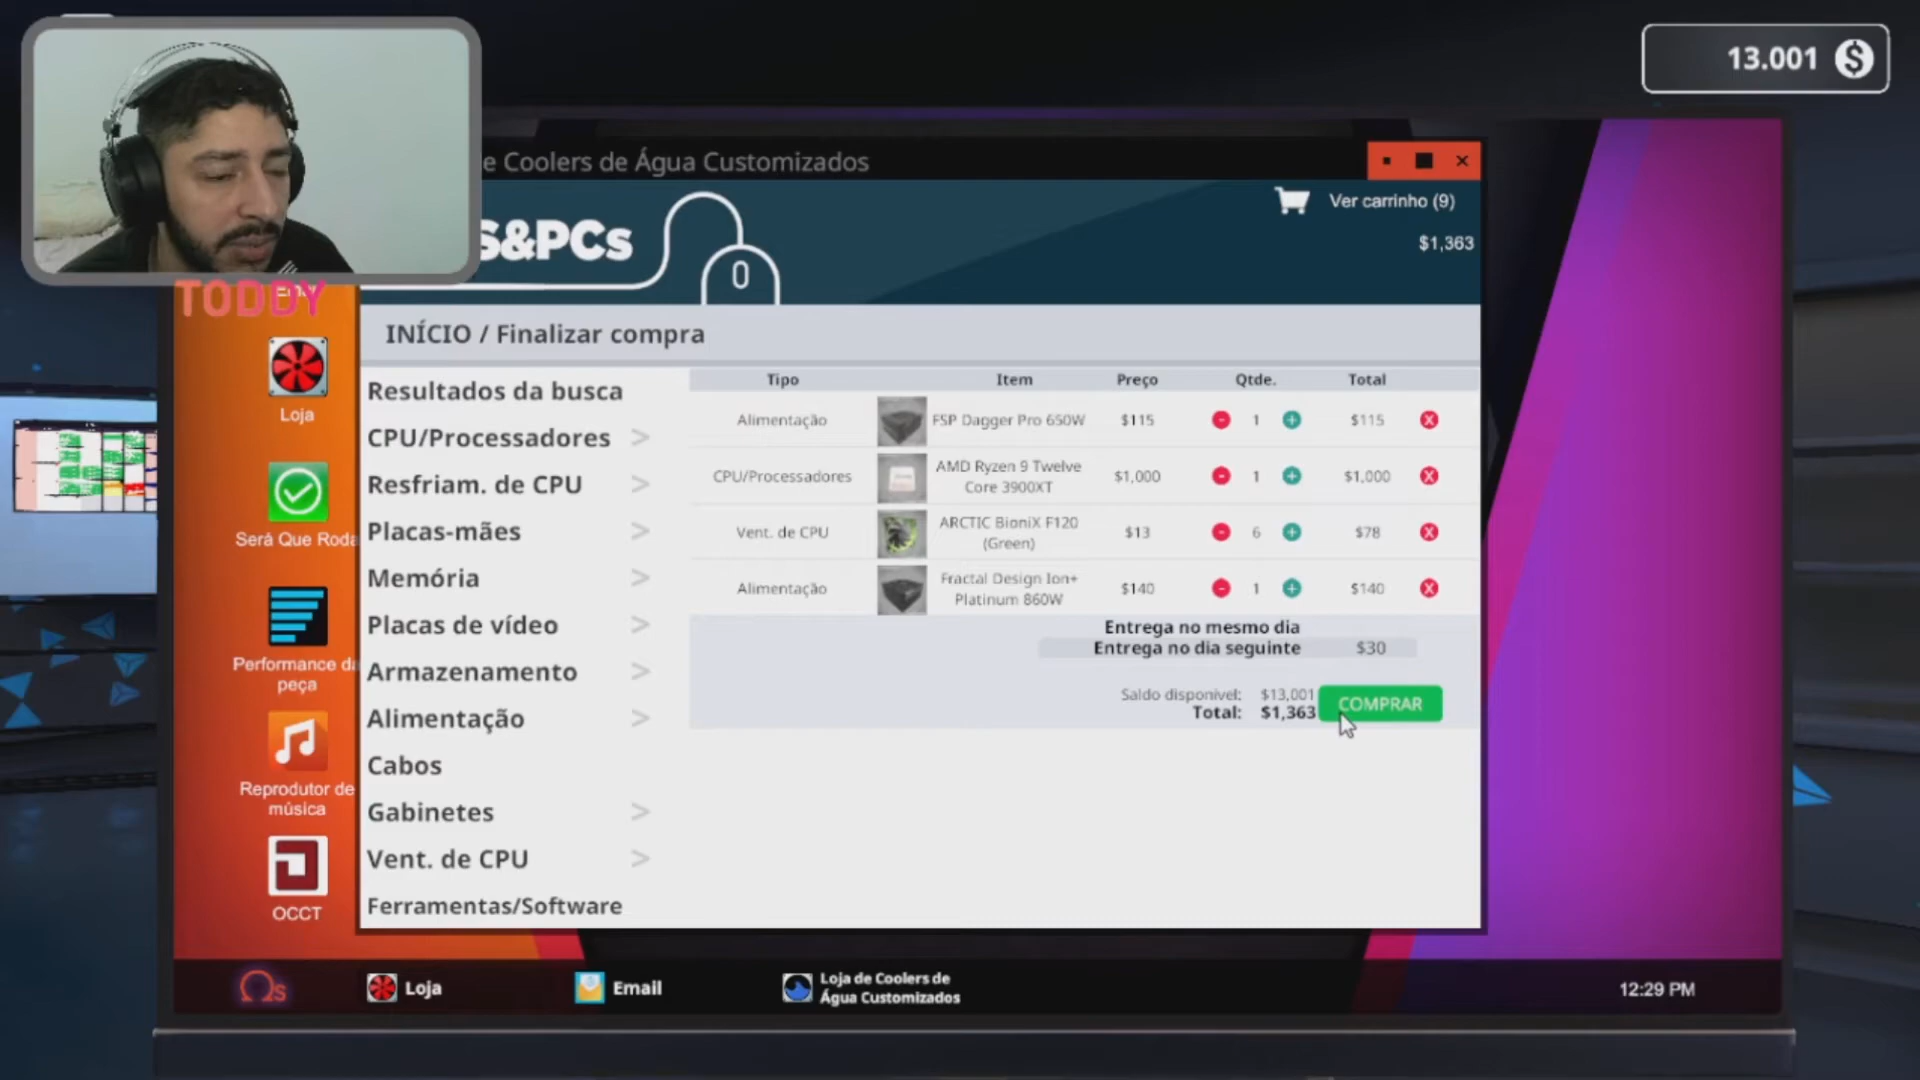 13.001
e Coolers de Água Customizados
S&PCs
Ver carrinho (9)
$1,363
TODDY
INÍCIO / Finalizar compra
Loja
Será Que Roda
Performance da
peça
Reprodutor de
música
OCCT
Resultados da busca
CPU/Processadores >
Resfriam. de CPU >
Placas-mães >
Memória >
Placas de vídeo >
Armazenamento >
Alimentação >
Cabos
Gabinetes >
Vent. de CPU >
Ferramentas/Software
Tipo Item Preço Qtde. Total
Alimentação FSP Dagger Pro 650W $115 1 $115
CPU/Processadores AMD Ryzen 9 Twelve
Core 3900XT $1,000 1 $1,000
Vent. de CPU ARCTIC BioniX F120
(Green) $13 6 $78
Alimentação Fractal Design Ion+
Platinum 860W $140 1 $140
Entrega no mesmo dia
Entrega no dia seguinte $30
Saldo disponível: $13,001
Total: $1,363
COMPRAR
Ωs
Loja
Email
Loja de Coolers de
Água Customizados
12:29 PM